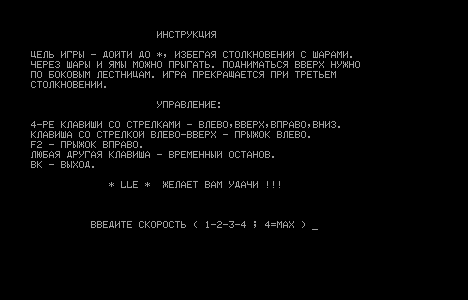 ИНСТРУКЦИЯ
ЦЕЛЬ ИГРЫ - ДОЙТИ ДО *, ИЗБЕГАЯ СТОЛКНОВЕНИЙ С ШАРАМИ.
ЧЕРЕЗ ШАРЫ И ЯМЫ МОЖНО ПРЫГАТЬ. ПОДНИМАТЬСЯ ВВЕРХ НУЖНО
ПО БОКОВЫМ ЛЕСТНИЦАМ. ИГРА ПРЕКРАЩАЕТСЯ ПРИ ТРЕТЬЕМ
СТОЛКНОВЕНИИ.
УПРАВЛЕНИЕ:
4-РЕ КЛАВИШИ СО СТРЕЛКАМИ - ВЛЕВО,ВВЕРХ,ВПРАВО,ВНИЗ.
КЛАВИША СО СТРЕЛКОЙ ВЛЕВО-ВВЕРХ - ПРЫЖОК ВЛЕВО.
F2 - ПРЫЖОК ВПРАВО.
ЛЮБАЯ ДРУГАЯ КЛАВИША - ВРЕМЕННЫЙ ОСТАНОВ.
ВК - ВЫХОД.
* LLE * ЖЕЛАЕТ ВАМ УДАЧИ !!!
ВВЕДИТЕ СКОРОСТЬ ( 1-2-3-4 ; 4=MAX ) _